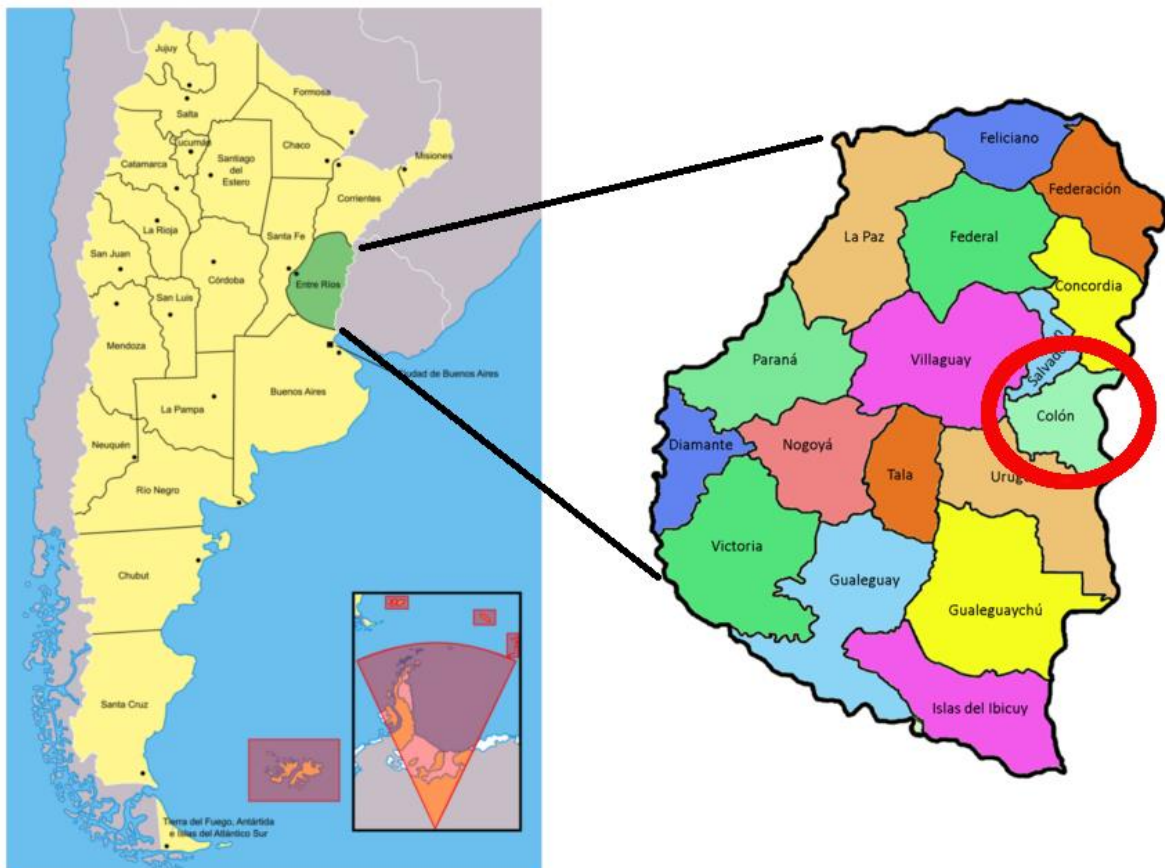 Jujuy
Formosa
Salta
Chaco
Misiones
Catamarca
Santiago
del
Estero
Corrientes
La Rioja
Santa Fe
San Juan
Córdoba
Entre Ríos
San Luis
Mendoza
Ciudad de Buenos Aires
Buenos Aires
La Pampa
Neuquén
Río Negro
Chubut
Santa Cruz
Tierra del Fuego, Antártida
e Islas del Atlántico Sur
Feliciano
Federación
La Paz
Federal
Concordia
Paraná
Villaguay
Colón
Diamante
Nogoyá
Tala
Victoria
Gualeguay
Gualeguaychú
Islas del Ibicuy